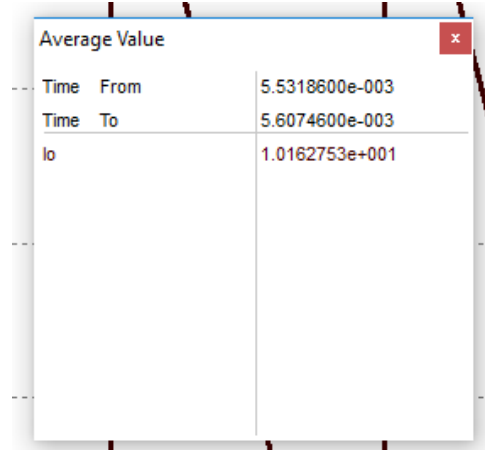 Average Value
x
Time From 5.5318600e-003
Time To 5.6074600e-003
Io 1.0162753e+001